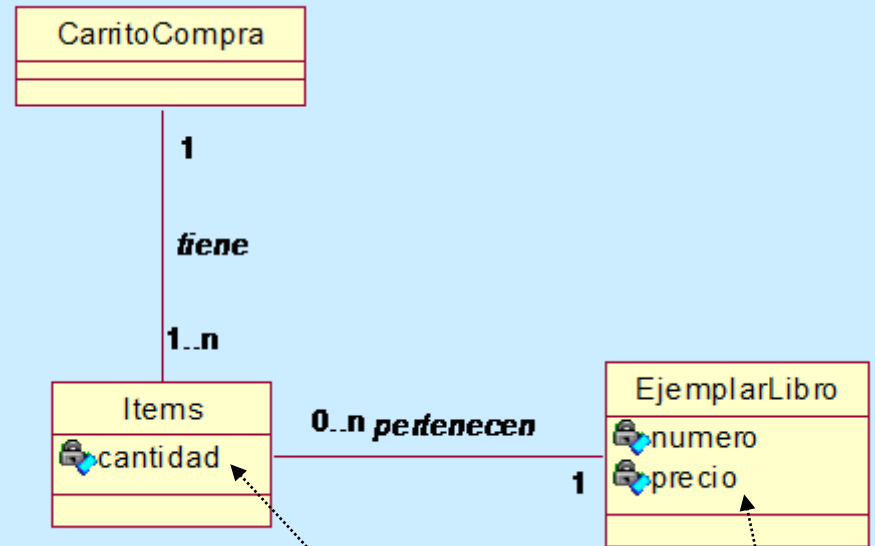 CarritoCompra
1
tiene
1..n
Items
cantidad
0..n pertenecen
1
EjemplarLibro
numero
precio